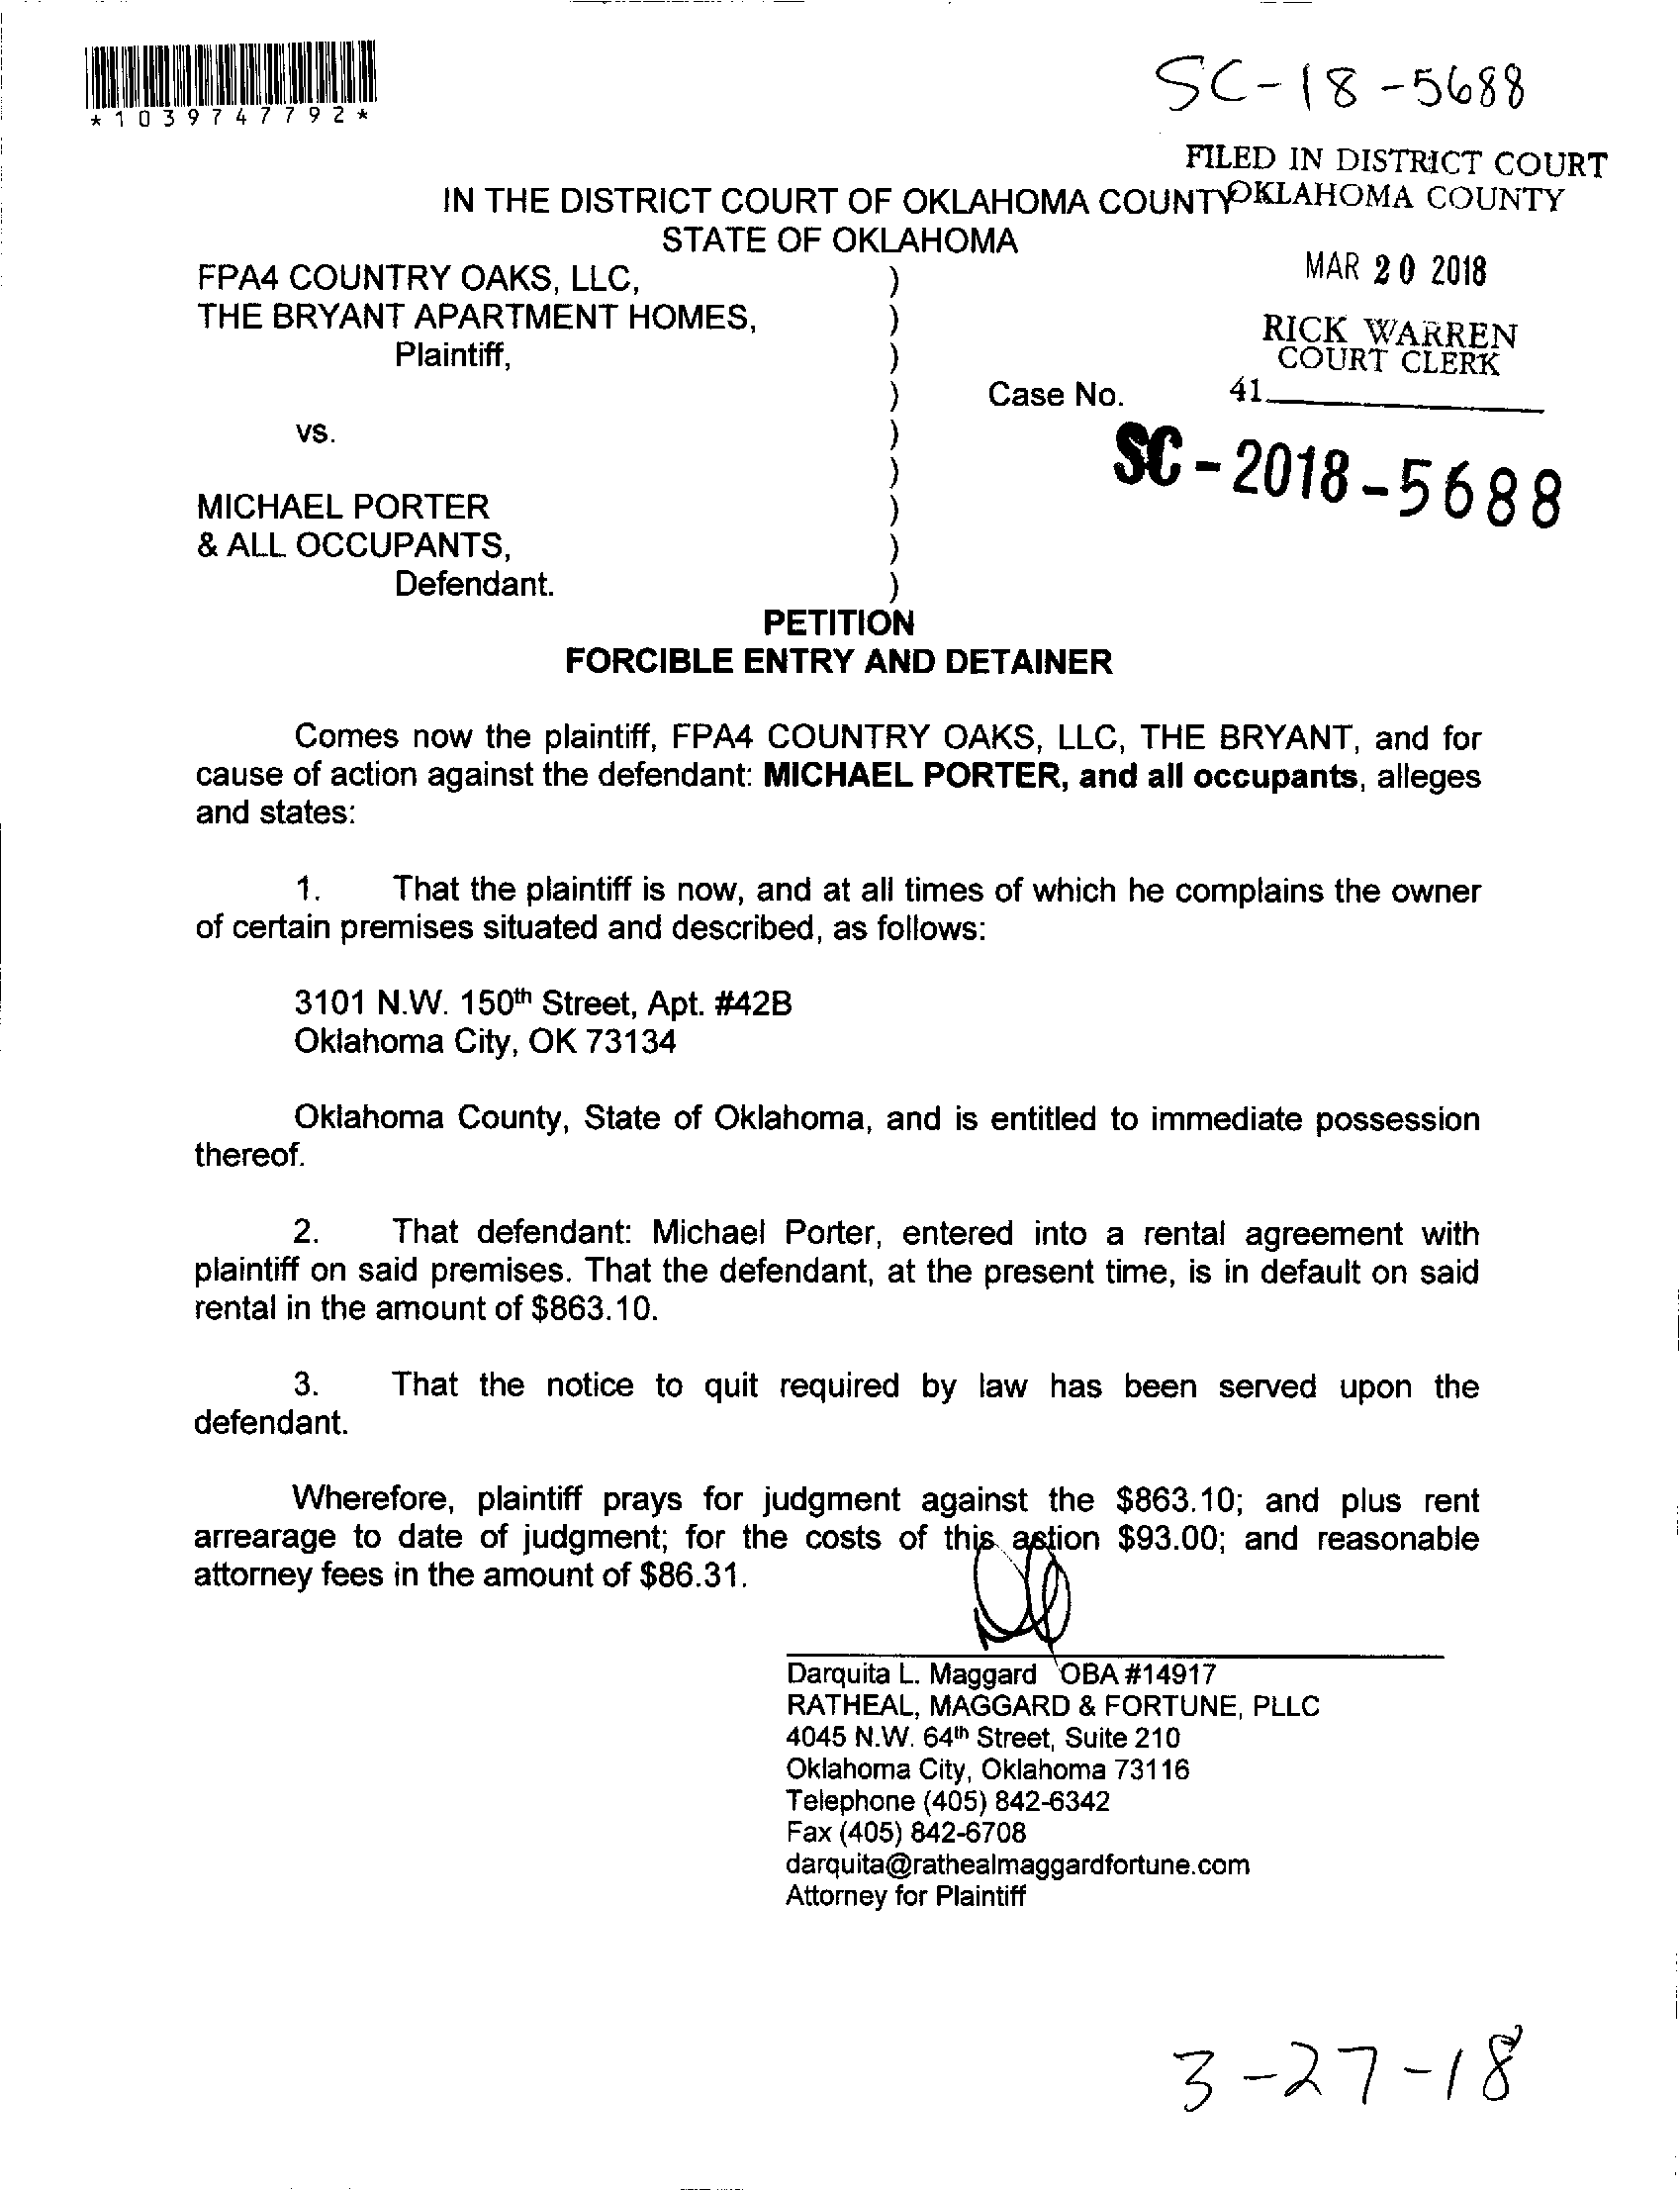 *1039747792*
SC-18-5688
FILED IN DISTRICT COURT
OKLAHOMA COUNTY
IN THE DISTRICT COURT OF OKLAHOMA COUNTY
STATE OF OKLAHOMA
MAR 20 2018
RICK WARREN
COURT CLERK
41
FPA4 COUNTRY OAKS, LLC, )
THE BRYANT APARTMENT HOMES, )
Plaintiff, )
) Case No.
vs. )
) SC-2018-5688
MICHAEL PORTER )
& ALL OCCUPANTS, )
Defendant. )
PETITION
FORCIBLE ENTRY AND DETAINER
Comes now the plaintiff, FPA4 COUNTRY OAKS, LLC, THE BRYANT, and for
cause of action against the defendant: MICHAEL PORTER, and all occupants, alleges
and states:
1. That the plaintiff is now, and at all times of which he complains the owner
of certain premises situated and described, as follows:
3101 N.W. 150th Street, Apt. #42B
Oklahoma City, OK 73134
Oklahoma County, State of Oklahoma, and is entitled to immediate possession
thereof.
2. That defendant: Michael Porter, entered into a rental agreement with
plaintiff on said premises. That the defendant, at the present time, is in default on said
rental in the amount of $863.10.
3. That the notice to quit required by law has been served upon the
defendant.
Wherefore, plaintiff prays for judgment against the $863.10; and plus rent
arrearage to date of judgment; for the costs of this action $93.00; and reasonable
attorney fees in the amount of $86.31.
Darquita L. Maggard OBA #14917
RATHEAL, MAGGARD & FORTUNE, PLLC
4045 N.W. 64th Street, Suite 210
Oklahoma City, Oklahoma 73116
Telephone (405) 842-6342
Fax (405) 842-6708
darquita@rathealmaggardfortune.com
Attorney for Plaintiff
3-27-18